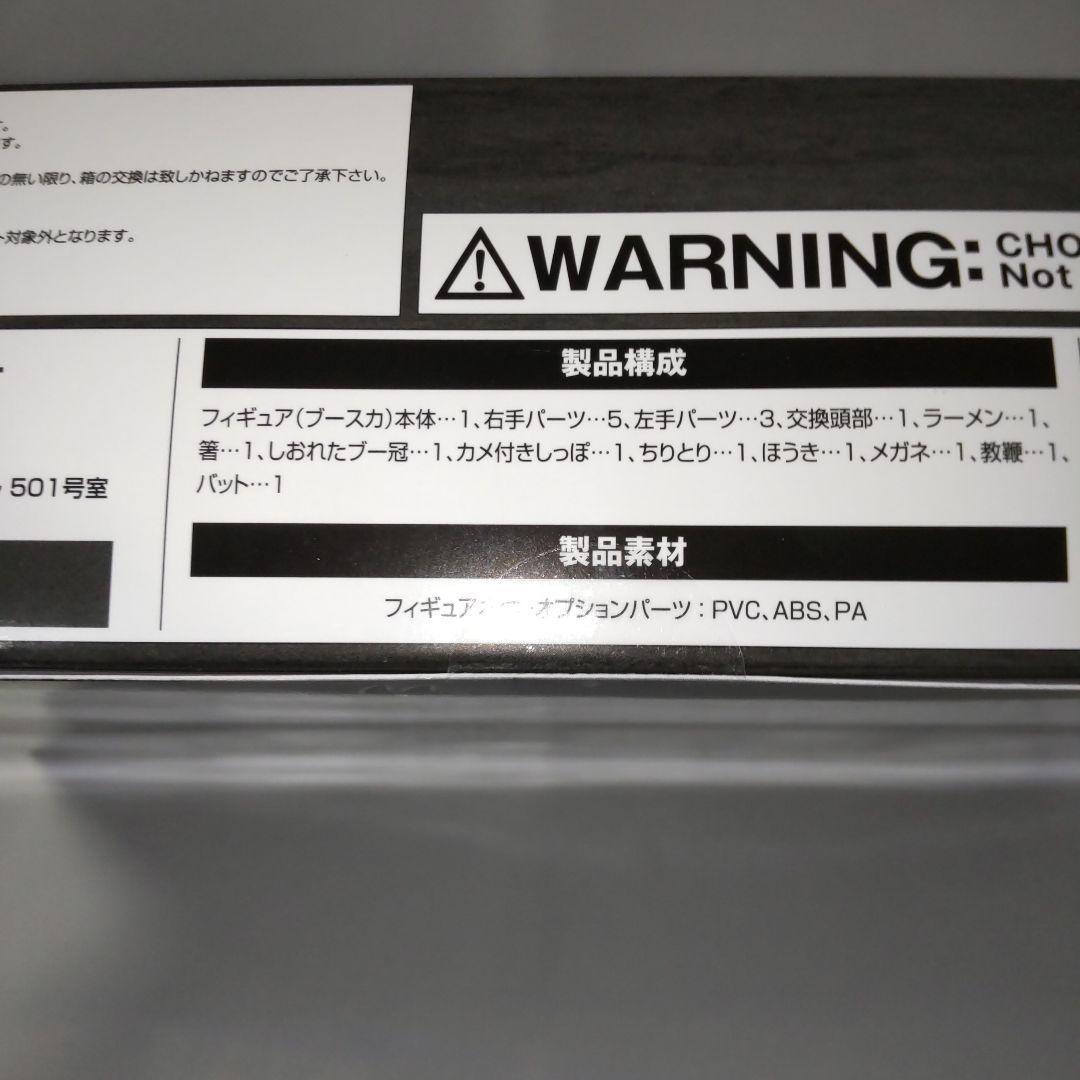 す。
の無い限り、箱の交換は致しかねますのでご了承下さい。
対象外となります。
WARNING:
CHO
Not
製品構成
フィギュア(ブースカ)本体…1、右手パーツ…5、左手パーツ…3、交換頭部…1、ラーメン…1、
箸…1、しおれたブー冠…1、カメ付きしっぽ…1、ちりとり…1、ほうき…1、メガネ…1、教鞭…1、
バット…1
501号室
製品素材
フィギュア オプションパーツ：PVC、ABS、PA